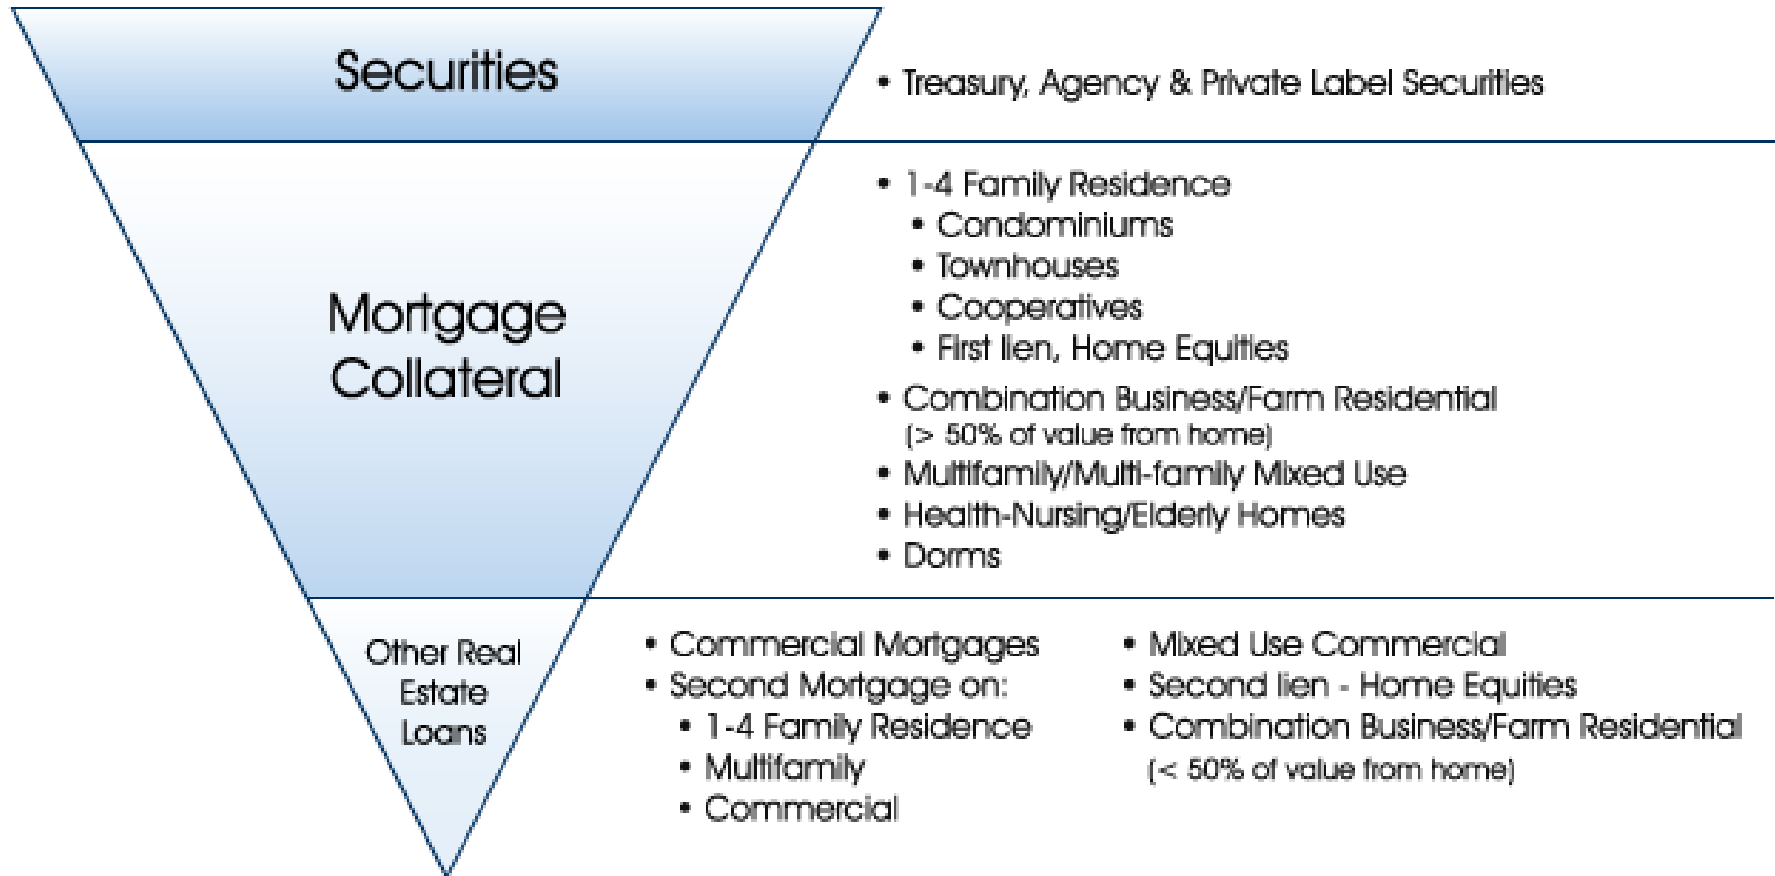 Securities
• Treasury, Agency & Private Label Securities
Mortgage
Collateral
• 1-4 Family Residence
• Condominiums
• Townhouses
• Cooperatives
• First lien, Home Equities
• Combination Business/Farm Residential
(> 50% of value from home)
• Multifamily/Multi-family Mixed Use
• Health-Nursing/Elderly Homes
• Dorms
Other Real
Estate
Loans
• Commercial Mortgages
• Second Mortgage on:
• 1-4 Family Residence
• Multifamily
• Commercial
• Mixed Use Commercial
• Second lien - Home Equities
• Combination Business/Farm Residential
(< 50% of value from home)